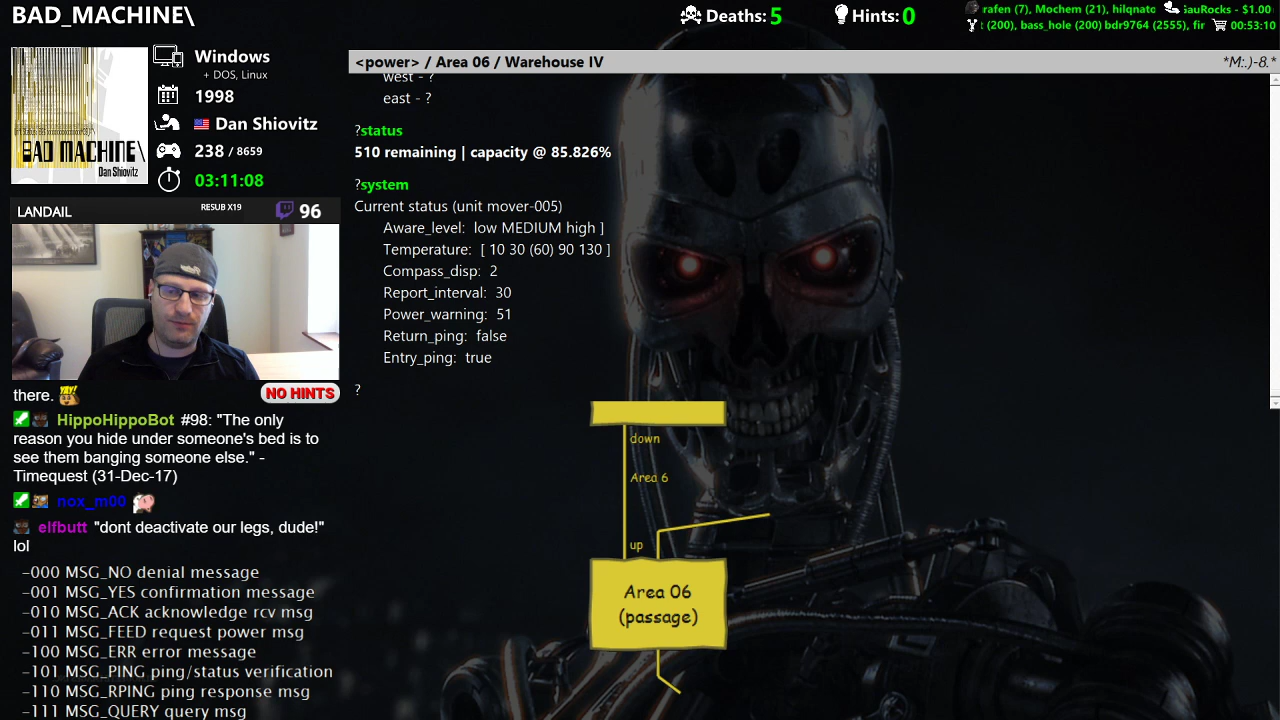 BAD_MACHINE\
Deaths: 5
Hints: 0
rafen (7), Mochem (21), hilqnato
GauRocks - $1.00
(200), bass_hole (200) bdr9764 (2555), fir
00:53:10
BAD MACHINE\
Dan Shiovitz
Windows
+ DOS, Linux
1998
Dan Shiovitz
238 / 8659
03:11:08
<power> / Area 06 / Warehouse IV
*M:.)-8.*
west - ?
east - ?
?status
510 remaining | capacity @ 85.826%
?system
Current status (unit mover-005)
Aware_level: low MEDIUM high ]
Temperature: [ 10 30 (60) 90 130 ]
Compass_disp: 2
Report_interval: 30
Power_warning: 51
Return_ping: false
Entry_ping: true
?
LANDAIL
RESUB X19
96
there. YAY!
NO HINTS
HippoHippoBot #98: "The only
reason you hide under someone's bed is to
see them banging someone else." -
Timequest (31-Dec-17)
nox_m00
elfbutt "dont deactivate our legs, dude!"
lol
-000 MSG_NO denial message
-001 MSG_YES confirmation message
-010 MSG_ACK acknowledge rcv msg
-011 MSG_FEED request power msg
-100 MSG_ERR error message
-101 MSG_PING ping/status verification
-110 MSG_RPING ping response msg
-111 MSG_QUERY query msg
down
Area 6
up
Area 06
(passage)